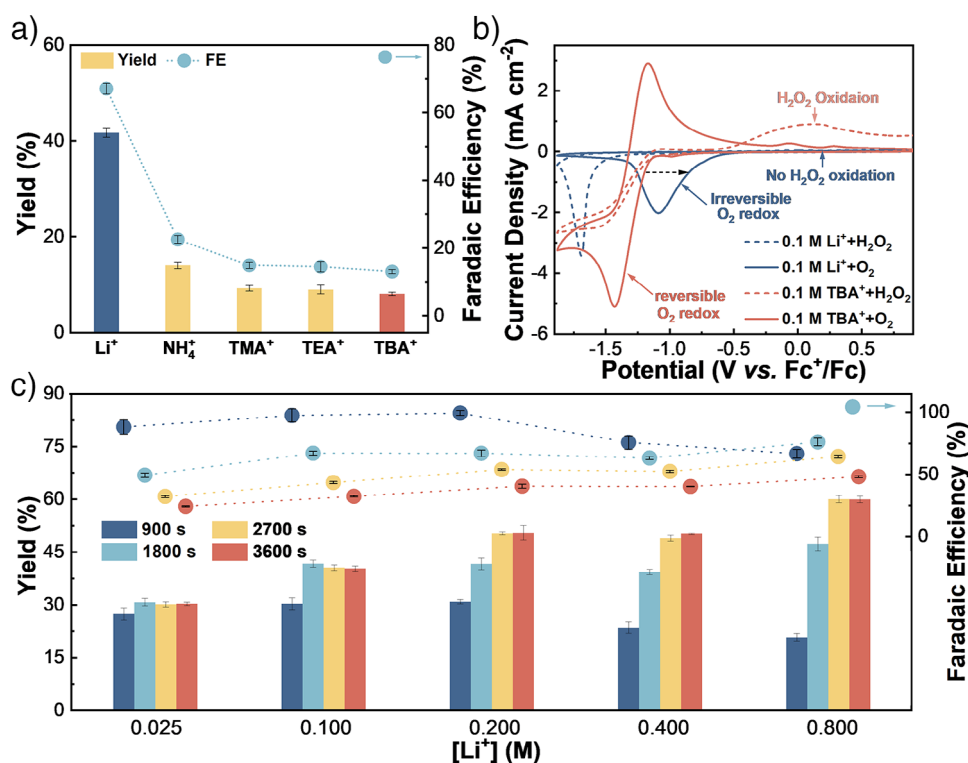 a)
Yield
FE
Yield (%)
60
40
20
0
80
60
40
20
0
Faradaic Efficiency (%)
Li⁺
NH₄⁺
TMA⁺
TEA⁺
TBA⁺
b)
Current Density (mA cm⁻²)
2
0
-2
-4
-6
H₂O₂ Oxidaion
No H₂O₂ oxidation
Irreversible
O₂ redox
reversible
O₂ redox
0.1 M Li⁺+H₂O₂
0.1 M Li⁺+O₂
0.1 M TBA⁺+H₂O₂
0.1 M TBA⁺+O₂
-1.5
-1.0
-0.5
0.0
0.5
Potential (V vs. Fc⁺/Fc)
c)
Yield (%)
90
75
60
45
30
15
0
900 s
2700 s
1800 s
3600 s
100
50
0
Faradaic Efficiency (%)
0.025
0.100
0.200
0.400
0.800
[Li⁺] (M)